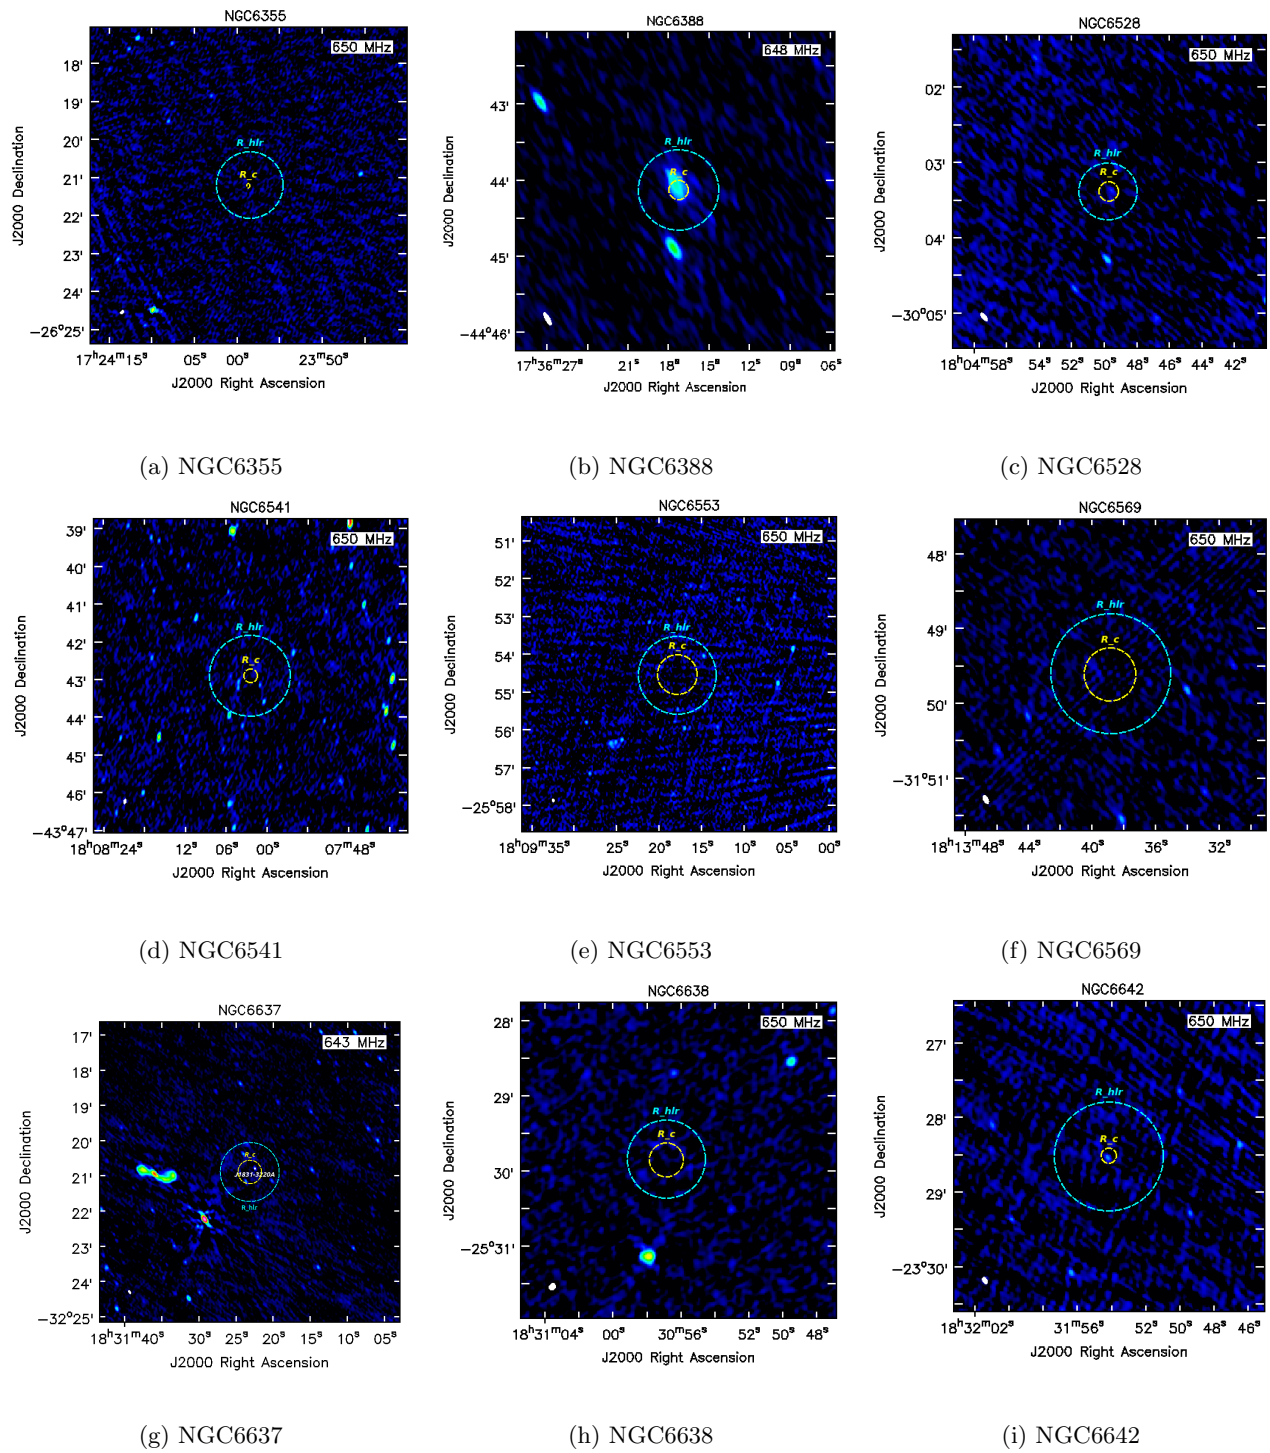 NGC6355
650 MHz
R_hlr
R_c
18'
19'
20'
21'
22'
23'
24'
−26°25'
17ʰ24ᵐ15ˢ 05ˢ 00ˢ 23ᵐ50ˢ
J2000 Declination
J2000 Right Ascension
(a) NGC6355
NGC6388
648 MHz
R_hlr
R_c
43'
44'
45'
−44°46'
17ʰ36ᵐ27ˢ 21ˢ 18ˢ 15ˢ 09ˢ 06ˢ
J2000 Declination
J2000 Right Ascension
(b) NGC6388
NGC6528
650 MHz
R_hlr
R_c
02'
03'
04'
−30°05'
18ʰ04ᵐ58ˢ 54ˢ 52ˢ 50ˢ 48ˢ 46ˢ 44ˢ 42ˢ
J2000 Declination
J2000 Right Ascension
(c) NGC6528
NGC6541
650 MHz
R_hlr
R_c
39'
40'
41'
42'
43'
44'
45'
46'
−43°47'
18ʰ08ᵐ24ˢ 12ˢ 06ˢ 00ˢ 07ᵐ48ˢ
J2000 Declination
J2000 Right Ascension
(d) NGC6541
NGC6553
650 MHz
R_hlr
R_c
51'
52'
53'
54'
55'
56'
57'
−25°58'
18ʰ09ᵐ35ˢ 25ˢ 20ˢ 15ˢ 10ˢ 05ˢ 00ˢ
J2000 Declination
J2000 Right Ascension
(e) NGC6553
NGC6569
650 MHz
R_hlr
R_c
48'
49'
50'
−31°51'
18ʰ13ᵐ48ˢ 44ˢ 40ˢ 36ˢ 32ˢ
J2000 Declination
J2000 Right Ascension
(f) NGC6569
NGC6637
643 MHz
R_c
J1831-3220A
R_hlr
17'
18'
19'
20'
21'
22'
23'
24'
−32°25'
18ʰ31ᵐ40ˢ 30ˢ 25ˢ 20ˢ 15ˢ 10ˢ 05ˢ
J2000 Declination
J2000 Right Ascension
(g) NGC6637
NGC6638
650 MHz
R_hlr
R_c
28'
29'
30'
−25°31'
18ʰ31ᵐ04ˢ 00ˢ 30ᵐ56ˢ 52ˢ 50ˢ 48ˢ
J2000 Declination
J2000 Right Ascension
(h) NGC6638
NGC6642
650 MHz
R_hlr
R_c
27'
28'
29'
−23°30'
18ʰ32ᵐ02ˢ 31ᵐ56ˢ 52ˢ 50ˢ 48ˢ 46ˢ
J2000 Declination
J2000 Right Ascension
(i) NGC6642